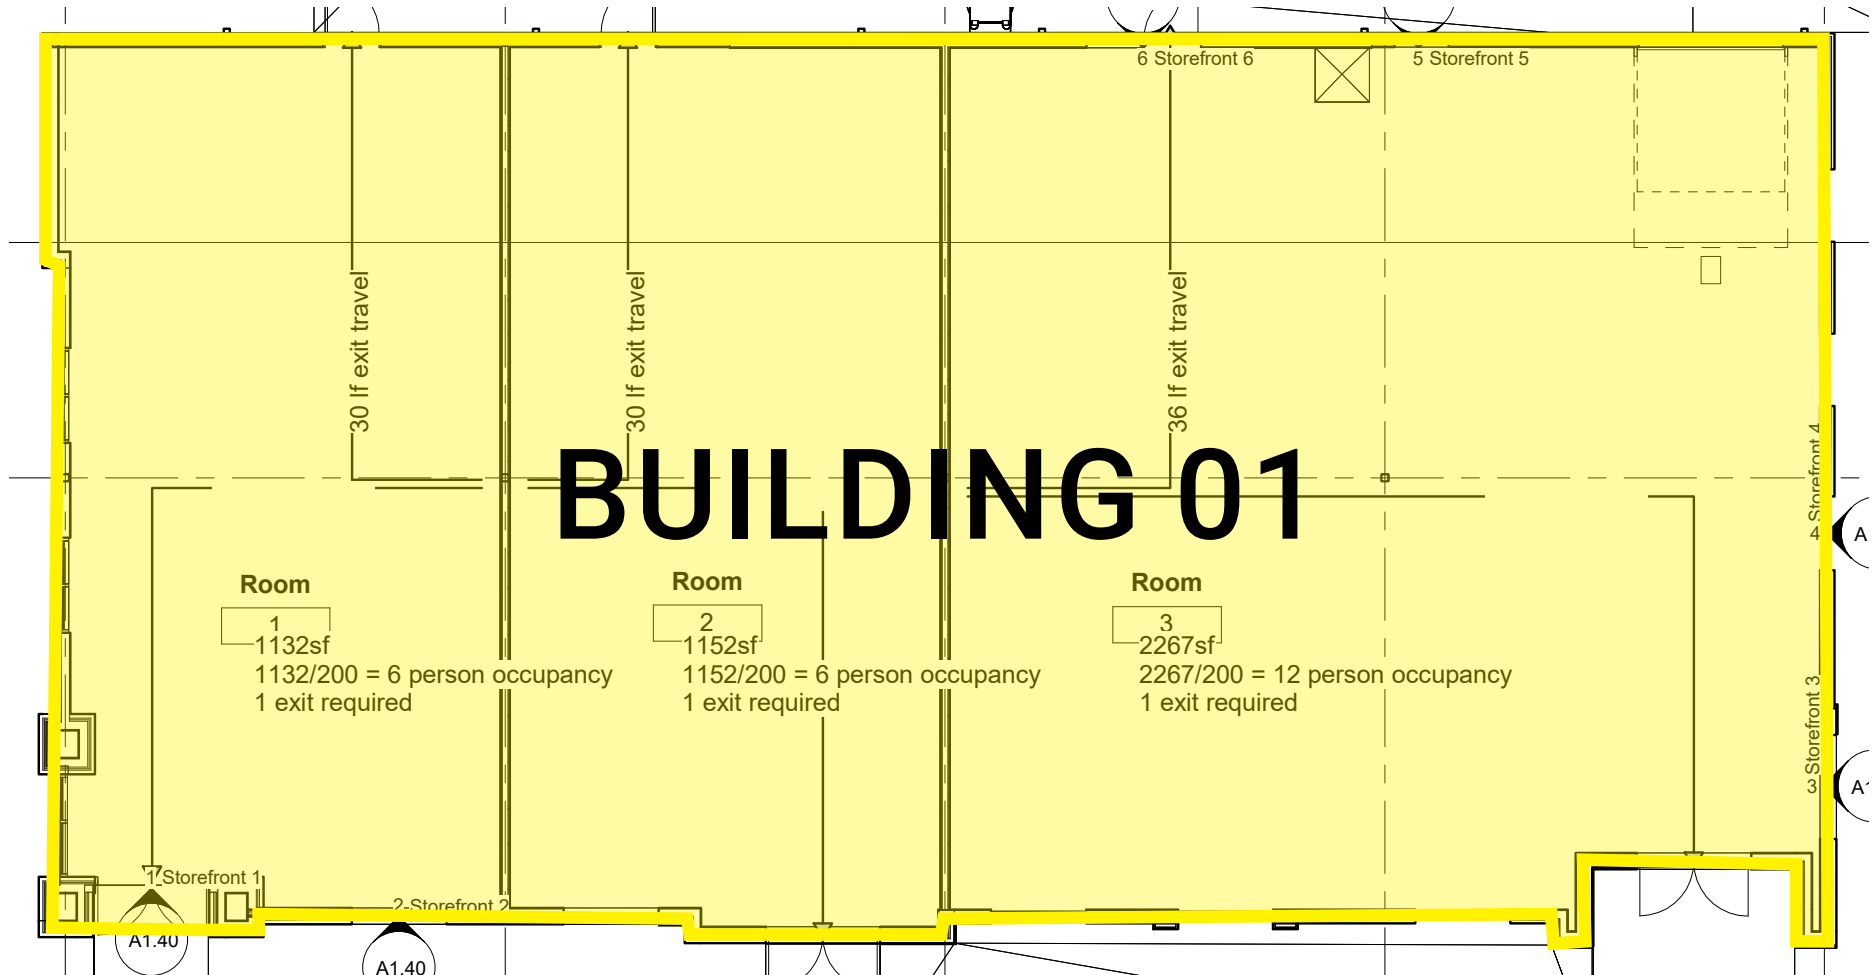 6 Storefront 6
5 Storefront 5
30 lf exit travel
30 lf exit travel
36 lf exit travel
BUILDING 01
4 Storefront 4
A
Room
1
1132sf
1132/200 = 6 person occupancy
1 exit required
Room
2
1152sf
1152/200 = 6 person occupancy
1 exit required
Room
3
2267sf
2267/200 = 12 person occupancy
1 exit required
3 Storefront 3
A1
1 Storefront 1
2 Storefront 2
A1.40
A1.40